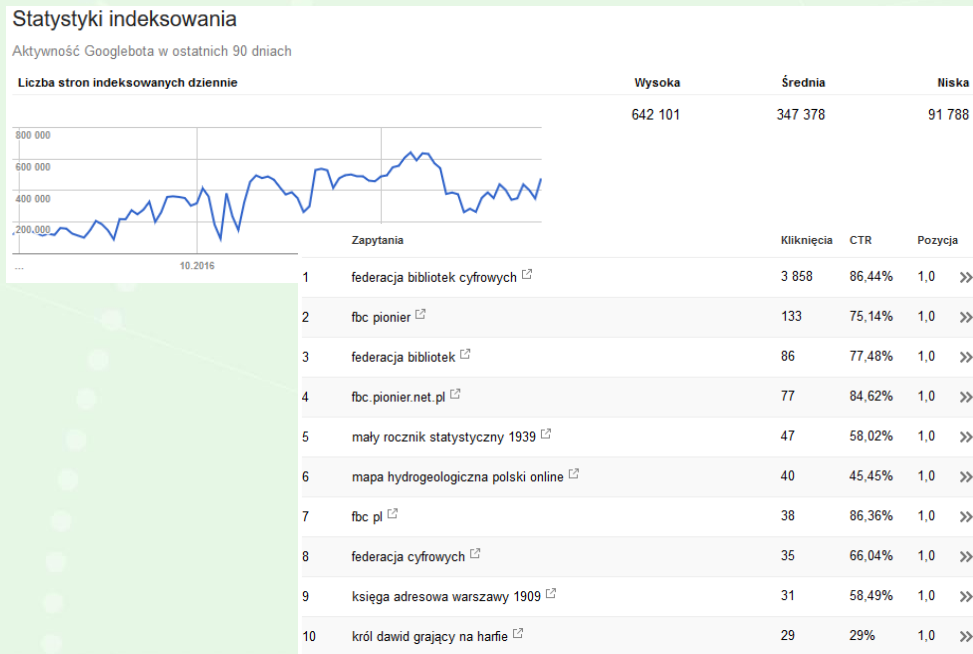 Statystyki indeksowania
Aktywność Googlebota w ostatnich 90 dniach
Liczba stron indeksowanych dziennie Wysoka Średnia Niska
642 101 347 378 91 788
800 000
600 000
400 000
200 000
... 10.2016
Zapytania Kliknięcia CTR Pozycja
1 federacja bibliotek cyfrowych 3 858 86,44% 1,0 »
2 fbc pionier 133 75,14% 1,0 »
3 federacja bibliotek 86 77,48% 1,0 »
4 fbc.pionier.net.pl 77 84,62% 1,0 »
5 mały rocznik statystyczny 1939 47 58,02% 1,0 »
6 mapa hydrogeologiczna polski online 40 45,45% 1,0 »
7 fbc pl 38 86,36% 1,0 »
8 federacja cyfrowych 35 66,04% 1,0 »
9 księga adresowa warszawy 1909 31 58,49% 1,0 »
10 król dawid grający na harfie 29 29% 1,0 »